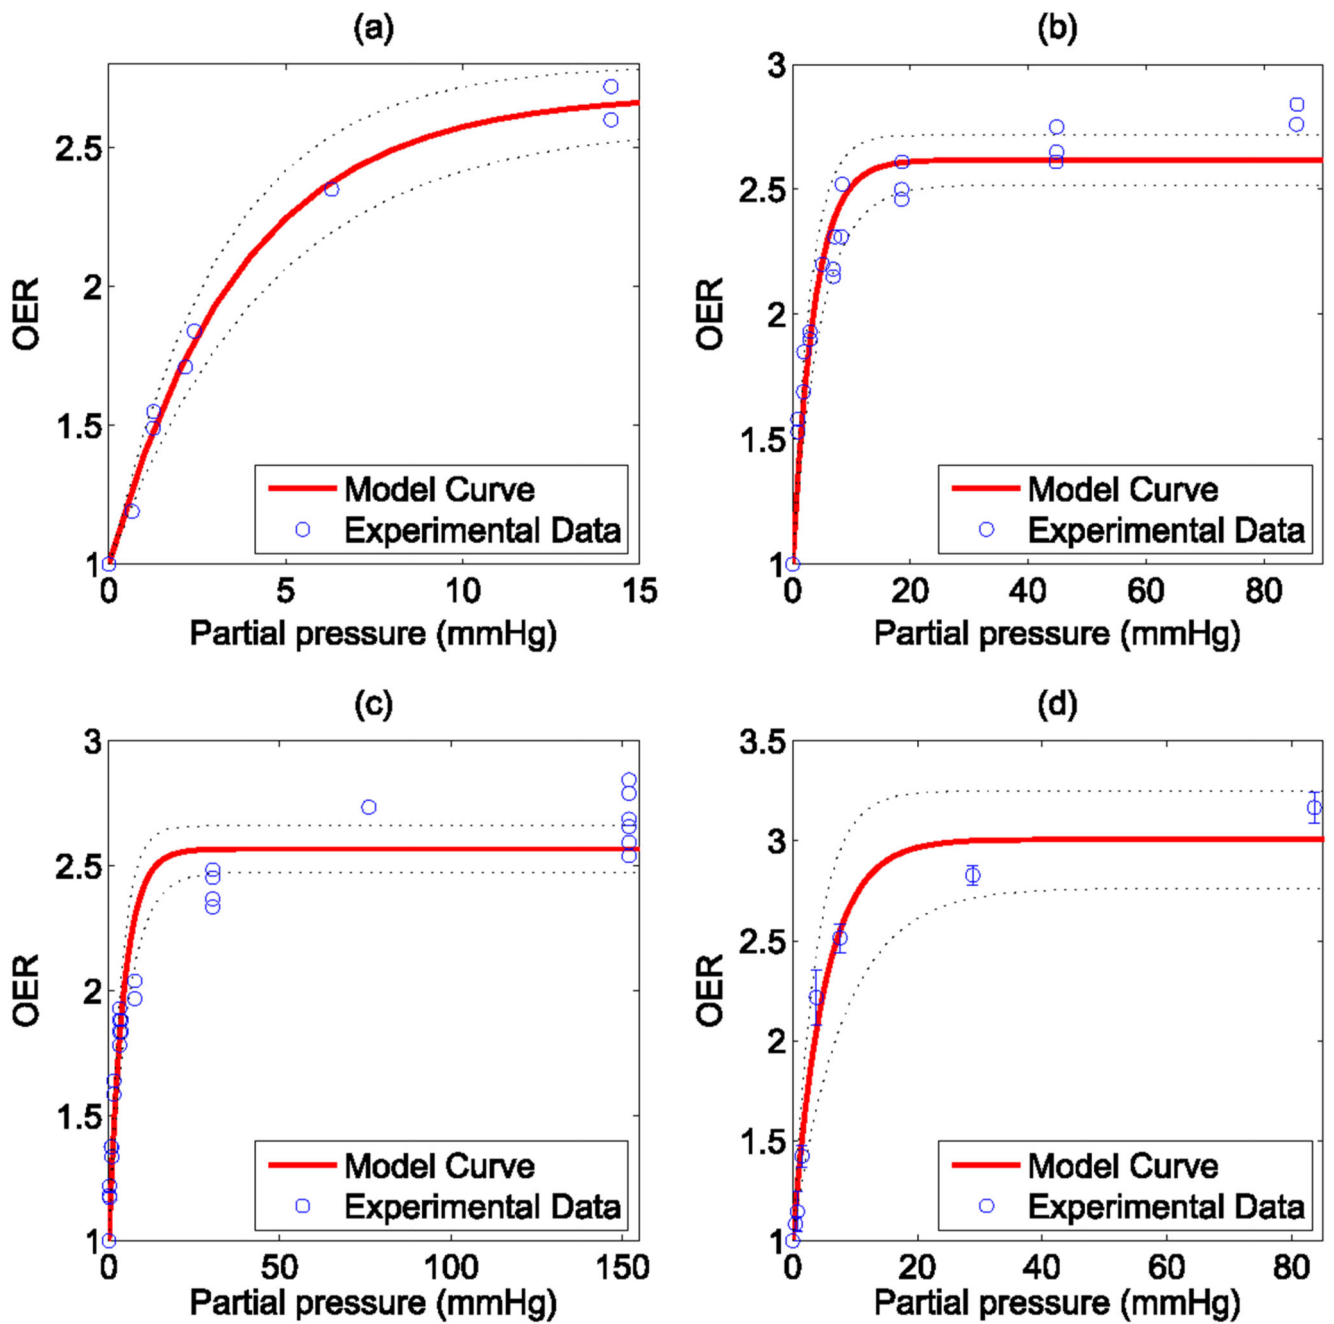 (a)
2.5
2
1.5
1
OER
0 5 10 15
Partial pressure (mmHg)
Model Curve
Experimental Data
(b)
3
2.5
2
1.5
1
OER
0 20 40 60 80
Partial pressure (mmHg)
Model Curve
Experimental Data
(c)
3
2.5
2
1.5
1
OER
0 50 100 150
Partial pressure (mmHg)
Model Curve
Experimental Data
(d)
3.5
3
2.5
2
1.5
1
OER
0 20 40 60 80
Partial pressure (mmHg)
Model Curve
Experimental Data